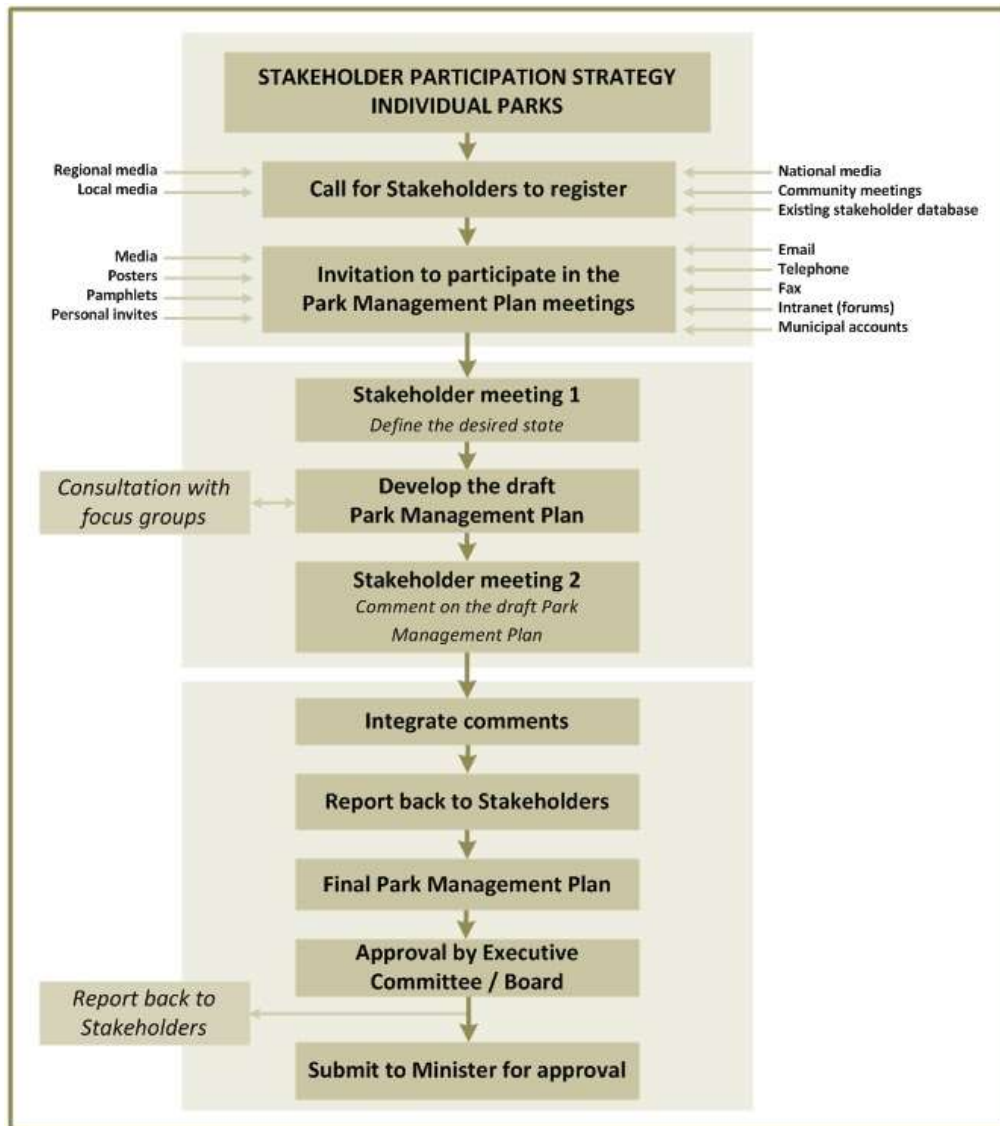 STAKEHOLDER PARTICIPATION STRATEGY
INDIVIDUAL PARKS
Regional media
Local media
Call for Stakeholders to register
National media
Community meetings
Existing stakeholder database
Media
Posters
Pamphlets
Personal invites
Invitation to participate in the
Park Management Plan meetings
Email
Telephone
Fax
Intranet (forums)
Municipal accounts
Stakeholder meeting 1
Define the desired state
Consultation with
focus groups
Develop the draft
Park Management Plan
Stakeholder meeting 2
Comment on the draft Park
Management Plan
Integrate comments
Report back to Stakeholders
Final Park Management Plan
Approval by Executive
Committee / Board
Report back to
Stakeholders
Submit to Minister for approval